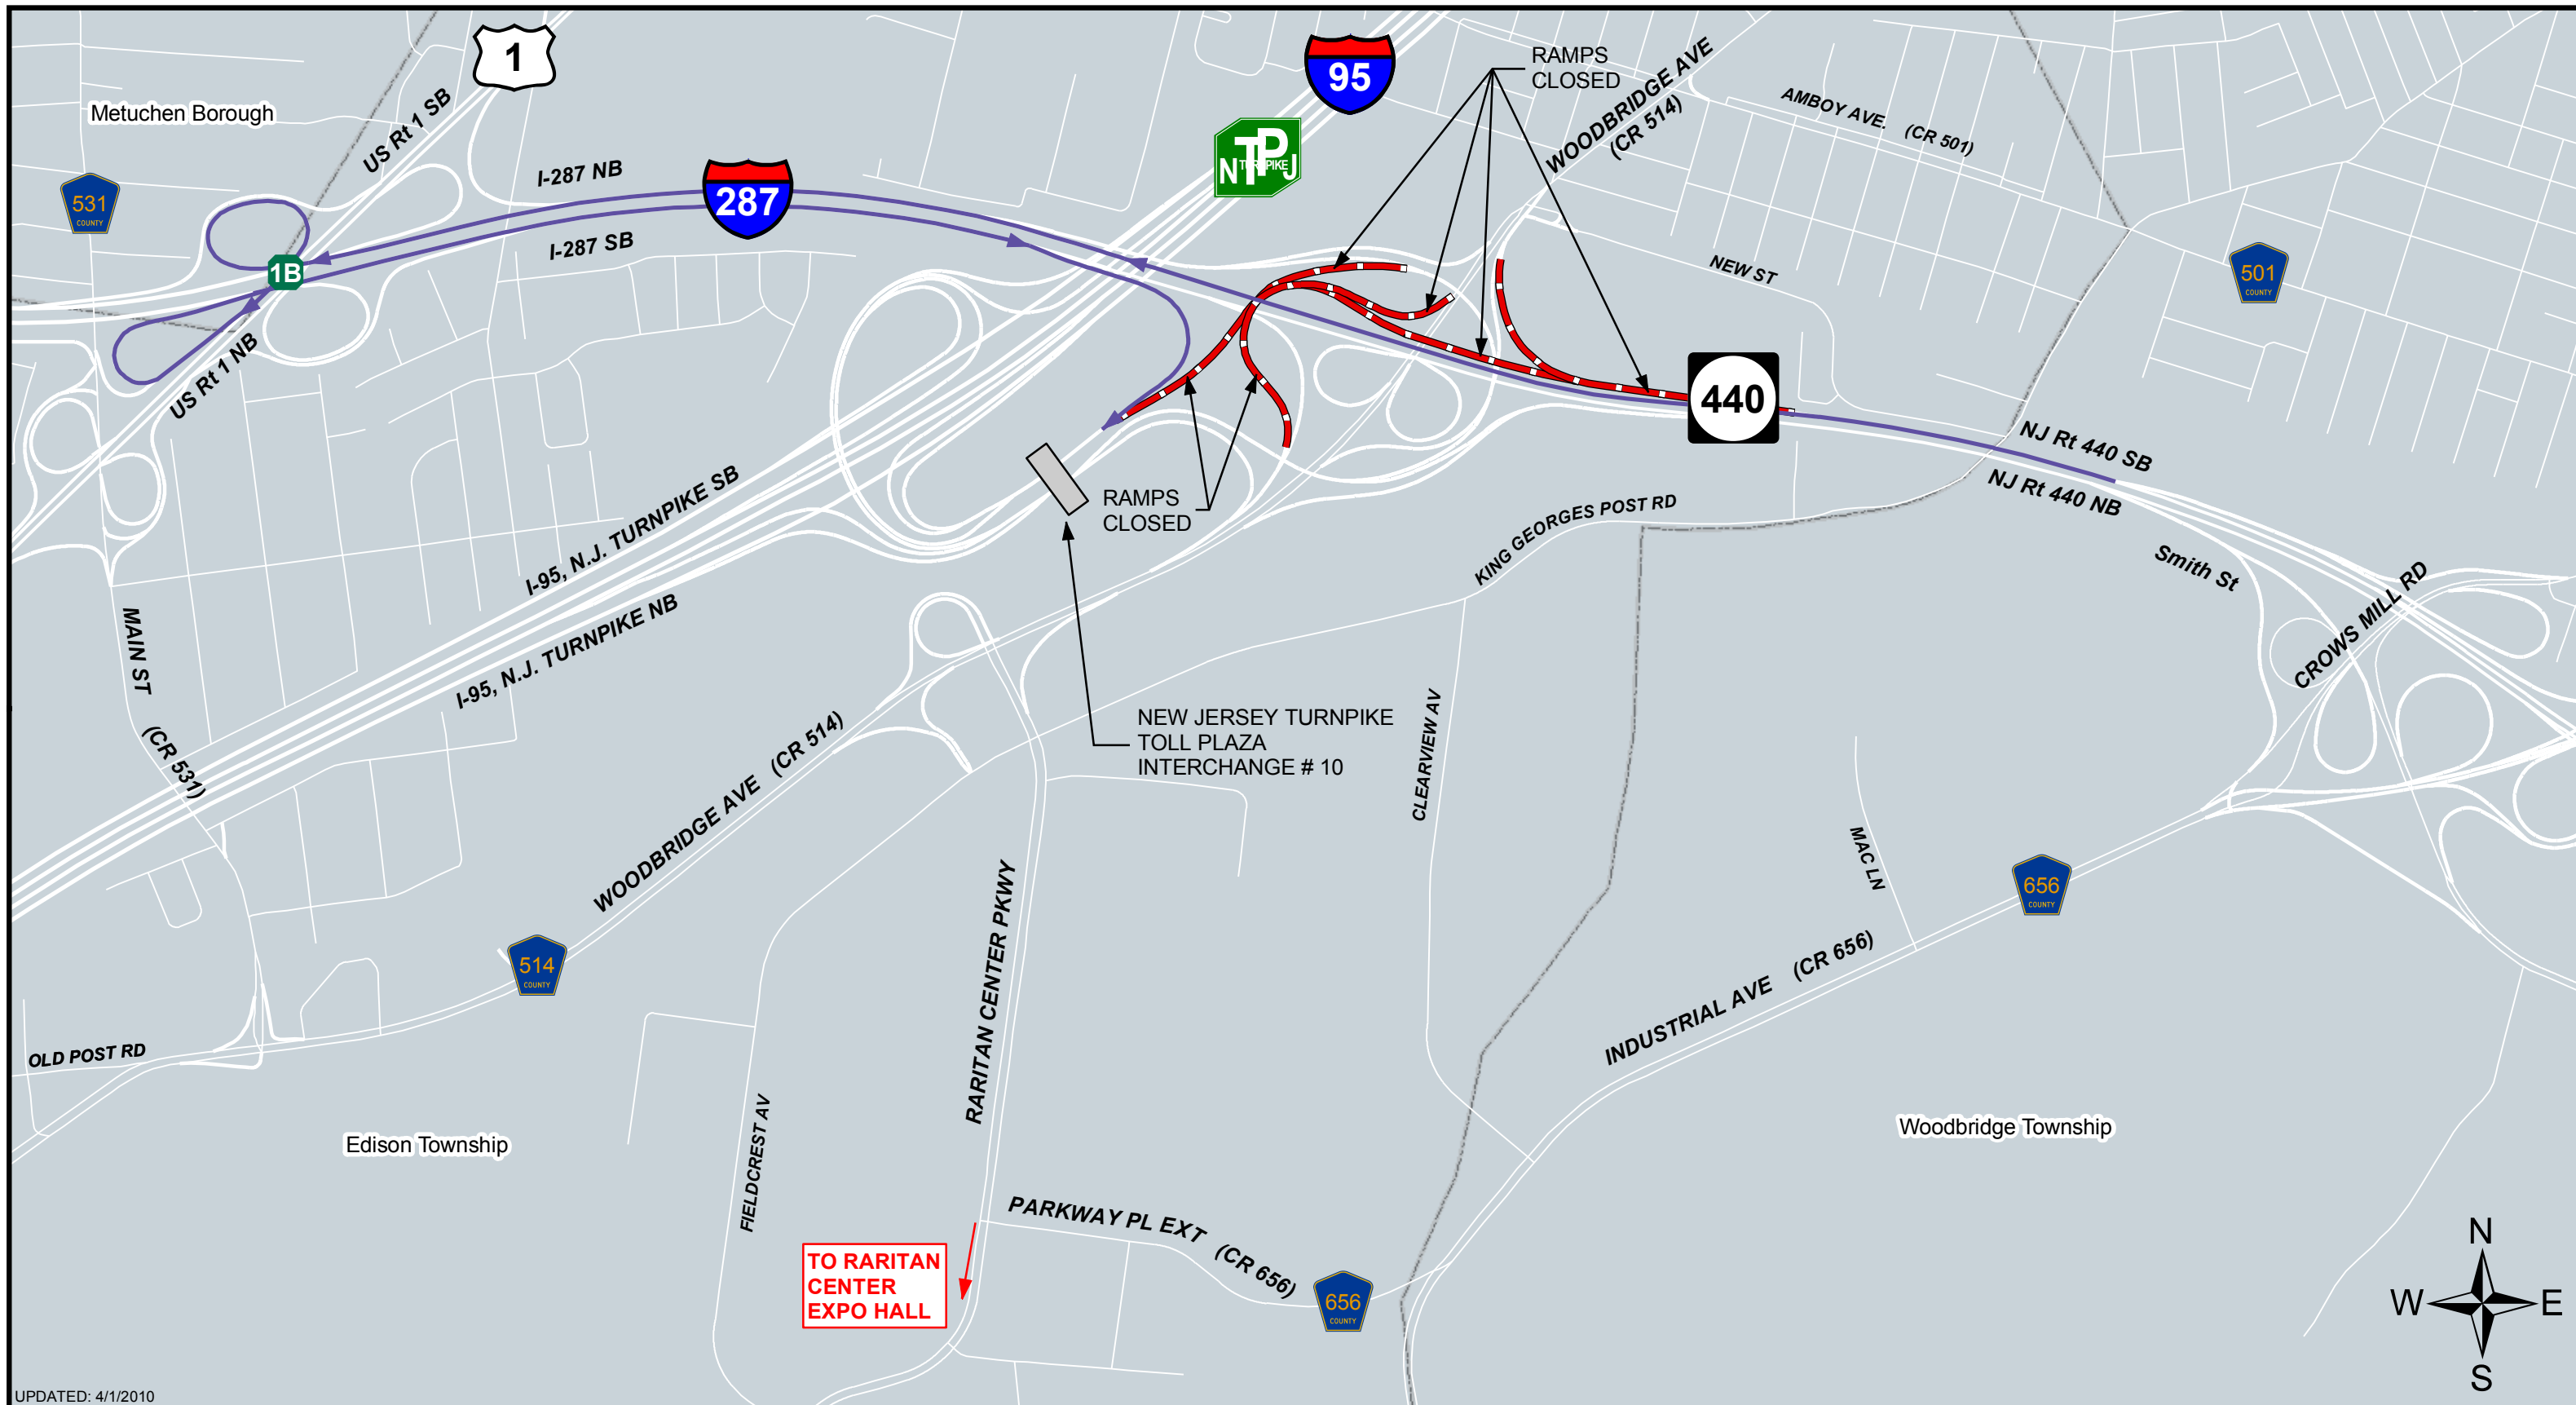 1
95
RAMPS
CLOSED
WOODBRIDGE AVE
(CR 514)
AMBOY AVE. (CR 501)
Metuchen Borough
US Rt 1 SB
NTPJ
TURNPIKE
I-287 NB
287
531
COUNTY
I-287 SB
1B
NEW ST
501
COUNTY
US Rt 1 NB
440
NJ Rt 440 SB
NJ Rt 440 NB
I-95, N.J. TURNPIKE SB
RAMPS
CLOSED
KING GEORGES POST RD
Smith St
CROWS MILL RD
I-95, N.J. TURNPIKE NB
MAIN ST (CR 531)
NEW JERSEY TURNPIKE
TOLL PLAZA
INTERCHANGE # 10
CLEARVIEW AV
WOODBRIDGE AVE (CR 514)
MAC LN
656
COUNTY
RARITAN CENTER PKWY
514
COUNTY
INDUSTRIAL AVE (CR 656)
OLD POST RD
Edison Township
FIELDCREST AV
Woodbridge Township
PARKWAY PL EXT (CR 656)
TO RARITAN
CENTER
EXPO HALL
656
COUNTY
N
W
E
S
UPDATED: 4/1/2010